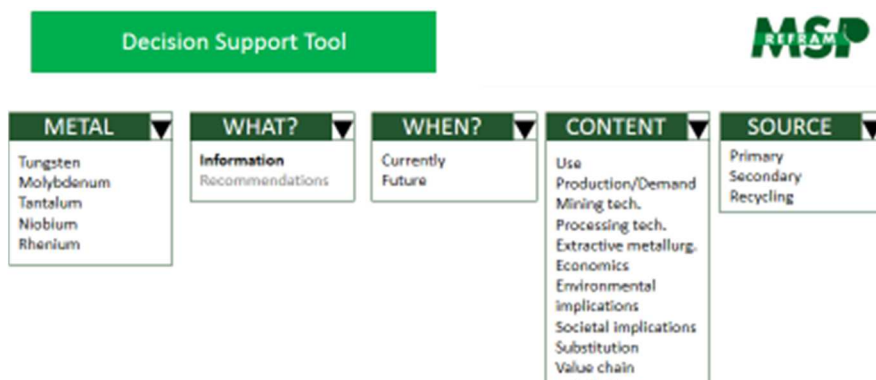 Decision Support Tool
MSP
REFRAM
METAL
Tungsten
Molybdenum
Tantalum
Niobium
Rhenium
WHAT?
Information
Recommendations
WHEN?
Currently
Future
CONTENT
Use
Production/Demand
Mining tech.
Processing tech.
Extractive metallurg.
Economics
Environmental
implications
Societal implications
Substitution
Value chain
SOURCE
Primary
Secondary
Recycling